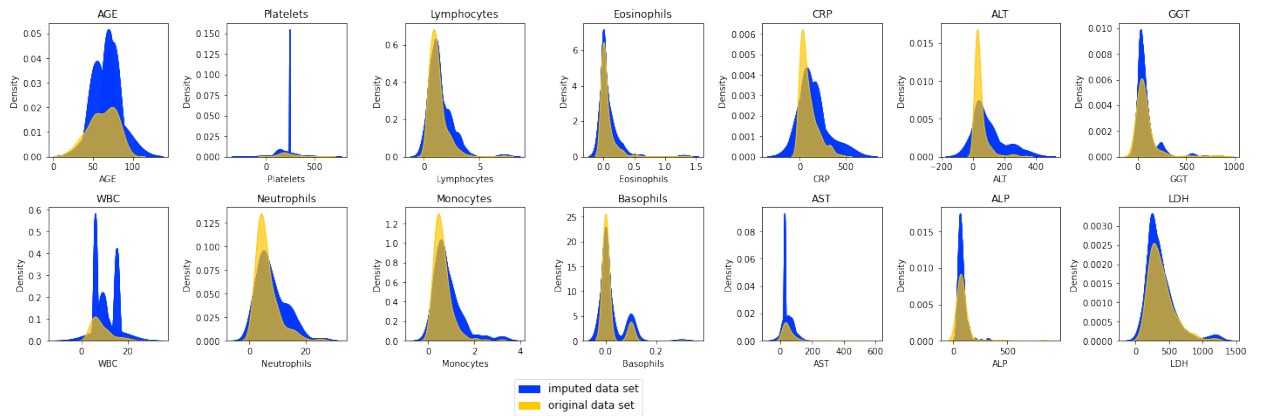 AGE
Density
0.05
0.04
0.03
0.02
0.01
0.00
0
50
100
AGE
Platelets
Density
0.150
0.125
0.100
0.075
0.050
0.025
0.000
0
500
Platelets
Lymphocytes
Density
0.6
0.4
0.2
0.0
0
5
Lymphocytes
Eosinophils
Density
6
4
2
0
0.0
0.5
1.0
1.5
Eosinophils
CRP
Density
0.006
0.005
0.004
0.003
0.002
0.001
0.000
0
500
CRP
ALT
Density
0.015
0.010
0.005
0.000
−200
0
200
400
ALT
GGT
Density
0.010
0.008
0.006
0.004
0.002
0.000
0
500
1000
GGT
WBC
Density
0.6
0.5
0.4
0.3
0.2
0.1
0.0
0
20
WBC
Neutrophils
Density
0.125
0.100
0.075
0.050
0.025
0.000
0
20
Neutrophils
Monocytes
Density
1.2
1.0
0.8
0.6
0.4
0.2
0.0
0
2
4
Monocytes
Basophils
Density
25
20
15
10
5
0
0.0
0.2
Basophils
AST
Density
0.08
0.06
0.04
0.02
0.00
0
200
400
600
AST
ALP
Density
0.015
0.010
0.005
0.000
0
500
ALP
LDH
Density
0.0030
0.0025
0.0020
0.0015
0.0010
0.0005
0.0000
0
500
1000
1500
LDH
imputed data set
original data set